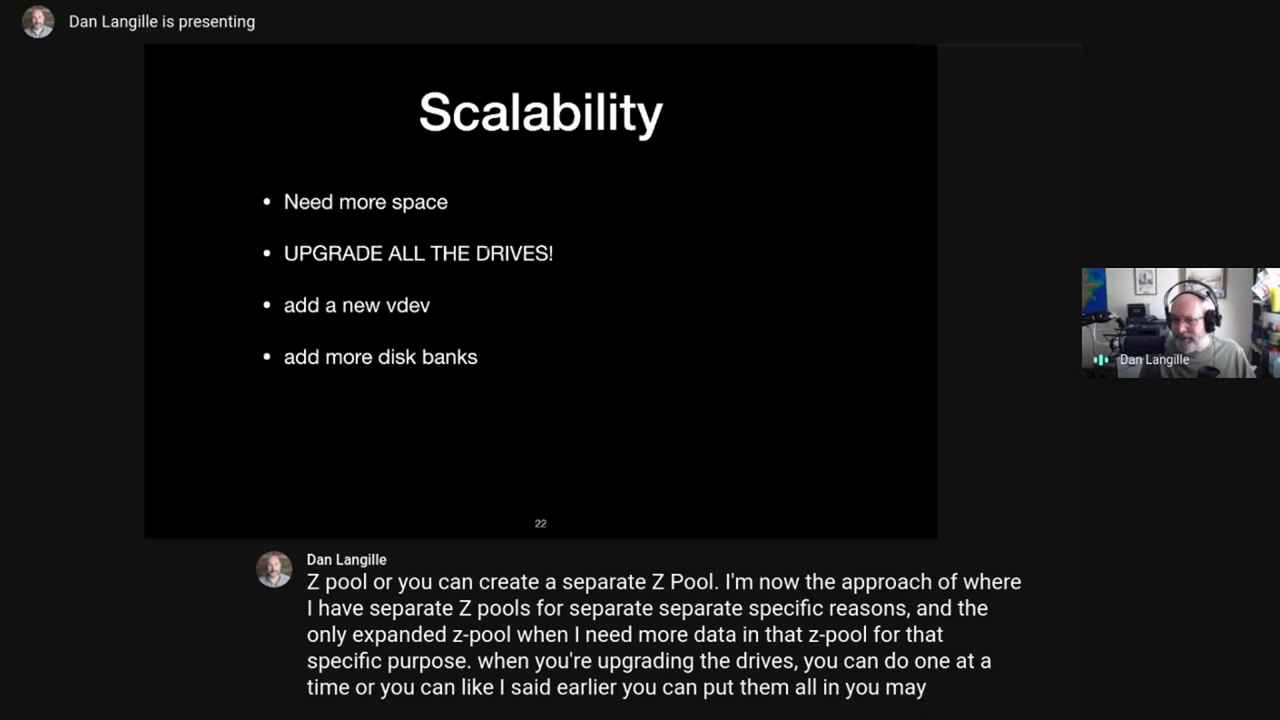 Dan Langille is presenting
Scalability
• Need more space
• UPGRADE ALL THE DRIVES!
• add a new vdev
• add more disk banks
22
Dan Langille
Dan Langille
Z pool or you can create a separate Z Pool. I'm now the approach of where
I have separate Z pools for separate separate specific reasons, and the
only expanded z-pool when I need more data in that z-pool for that
specific purpose. when you're upgrading the drives, you can do one at a
time or you can like I said earlier you can put them all in you may